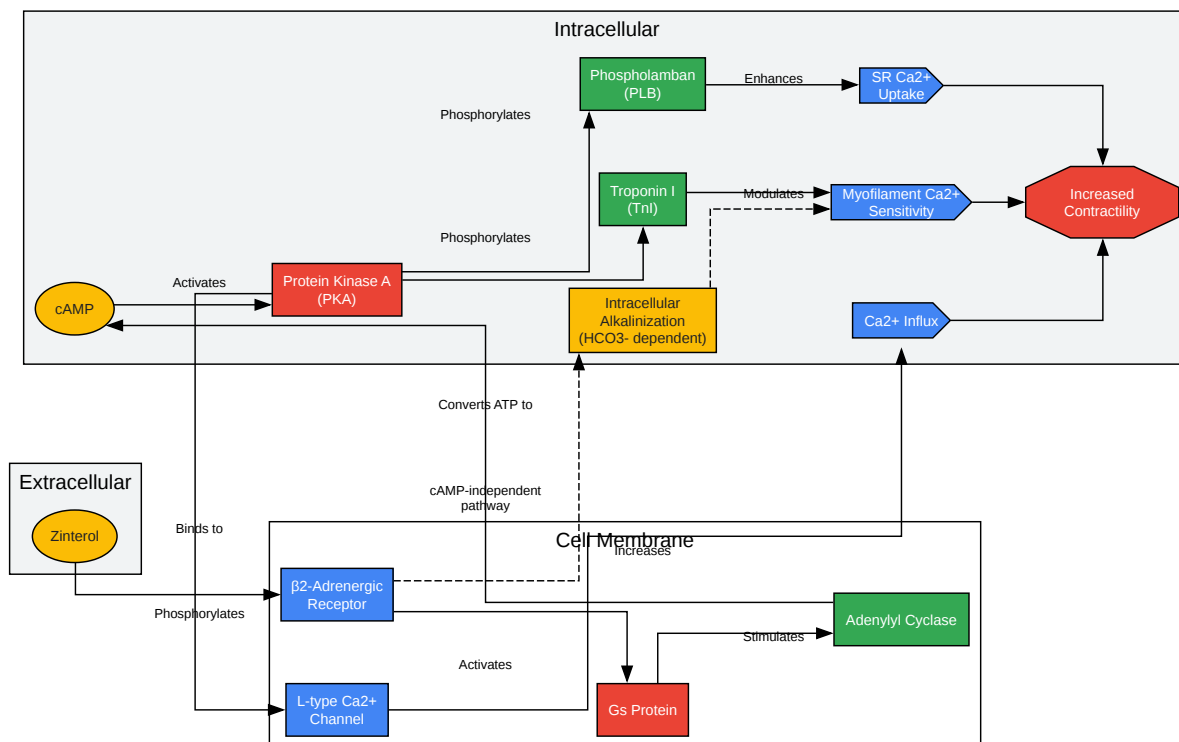 Intracellular
Phospholamban
(PLB)
Enhances
SR Ca2+
Uptake
Phosphorylates
Troponin I
(TnI)
Modulates
Myofilament Ca2+
Sensitivity
Increased
Contractility
Phosphorylates
Activates
Protein Kinase A
(PKA)
cAMP
Intracellular
Alkalinization
(HCO3- dependent)
Ca2+ Influx
Converts ATP to
Extracellular
Zinterol
cAMP-independent
pathway
Binds to
Cell Membrane
Increases
β2-Adrenergic
Receptor
Phosphorylates
Adenylyl Cyclase
Stimulates
Activates
L-type Ca2+
Channel
Gs Protein